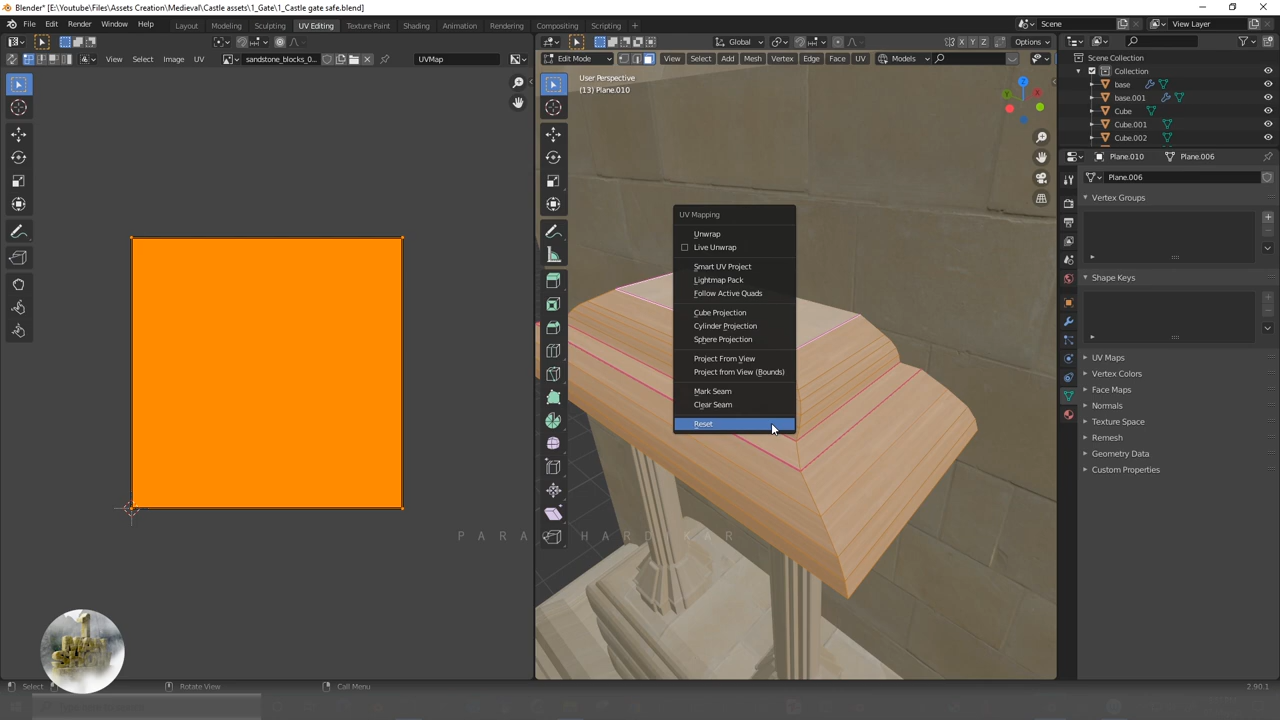 Blender* [E:\Youtube\Files\Assets Creation\Medieval\Castle assets\1_Gate\1_Castle gate safe.blend]
File Edit Render Window Help
Layout Modeling Sculpting UV Editing Texture Paint Shading Animation Rendering Compositing Scripting +
Scene View Layer
Global Options
View Select Image UV sandstone_blocks_0... UVMap
Edit Mode View Select Add Mesh Vertex Edge Face UV Models
User Perspective
(13) Plane.010
X Y Z
Z
Y
X
Scene Collection
Collection
base
base.001
Cube
Cube.001
Cube.002
Plane.010 Plane.006
Plane.006
Vertex Groups
Shape Keys
UV Maps
Vertex Colors
Face Maps
Normals
Texture Space
Remesh
Geometry Data
Custom Properties
UV Mapping
Unwrap
Live Unwrap
Smart UV Project
Lightmap Pack
Follow Active Quads
Cube Projection
Cylinder Projection
Sphere Projection
Project From View
Project from View (Bounds)
Mark Seam
Clear Seam
Reset
Select Rotate View Call Menu 2.90.1